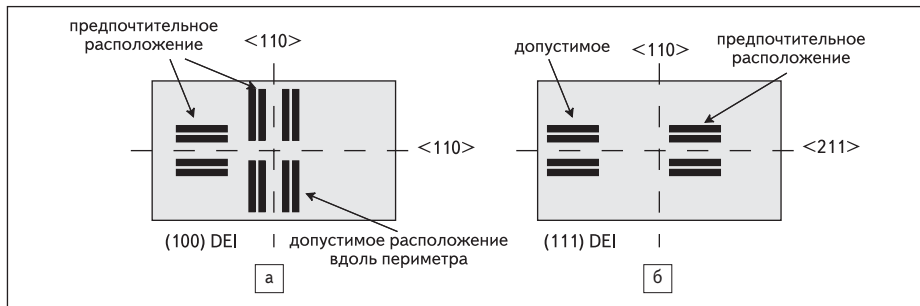 предпочтительное
расположение
<110>
<110>
(100) DEI
допустимое расположение
вдоль периметра
а
допустимое
<110>
предпочтительное
расположение
<211>
(111) DEI
б